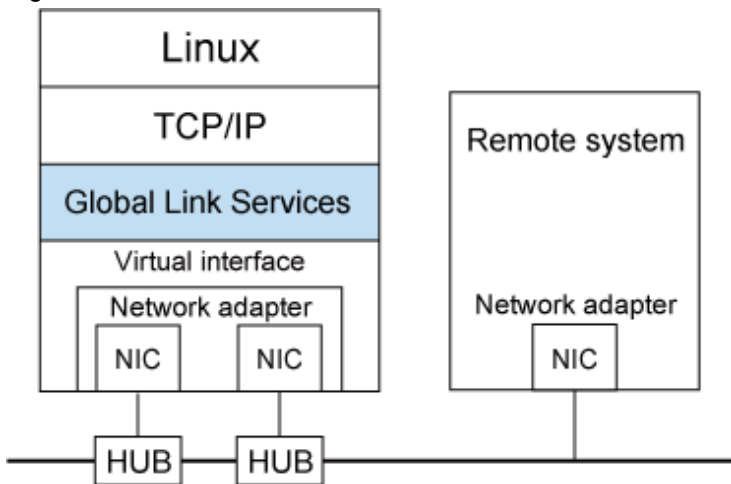 Linux
TCP/IP
Global Link Services
Virtual interface
Network adapter
NIC NIC
HUB HUB
Remote system
Network adapter
NIC